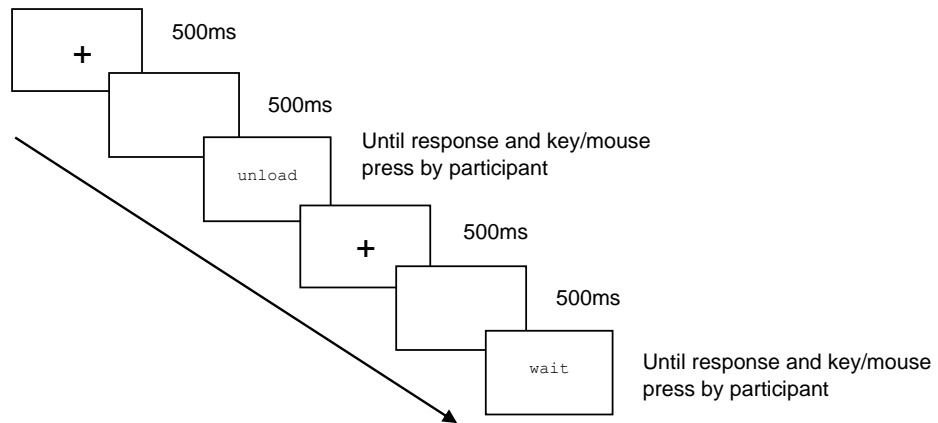 +
500ms
500ms
unload
Until response and key/mouse
press by participant
+
500ms
500ms
wait
Until response and key/mouse
press by participant